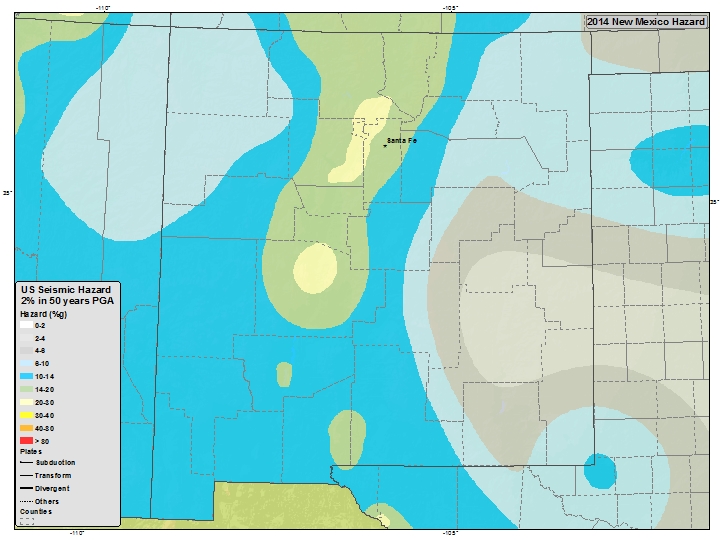 -110°
-105°
2014 New Mexico Hazard
Santa Fe
35°
35°
US Seismic Hazard
2% in 50 years PGA
Hazard (%g)
0-2
2-4
4-6
6-10
10-14
14-20
20-30
30-40
40-80
> 80
Plates
Subduction
Transform
Divergent
Others
Counties
-110°
-105°